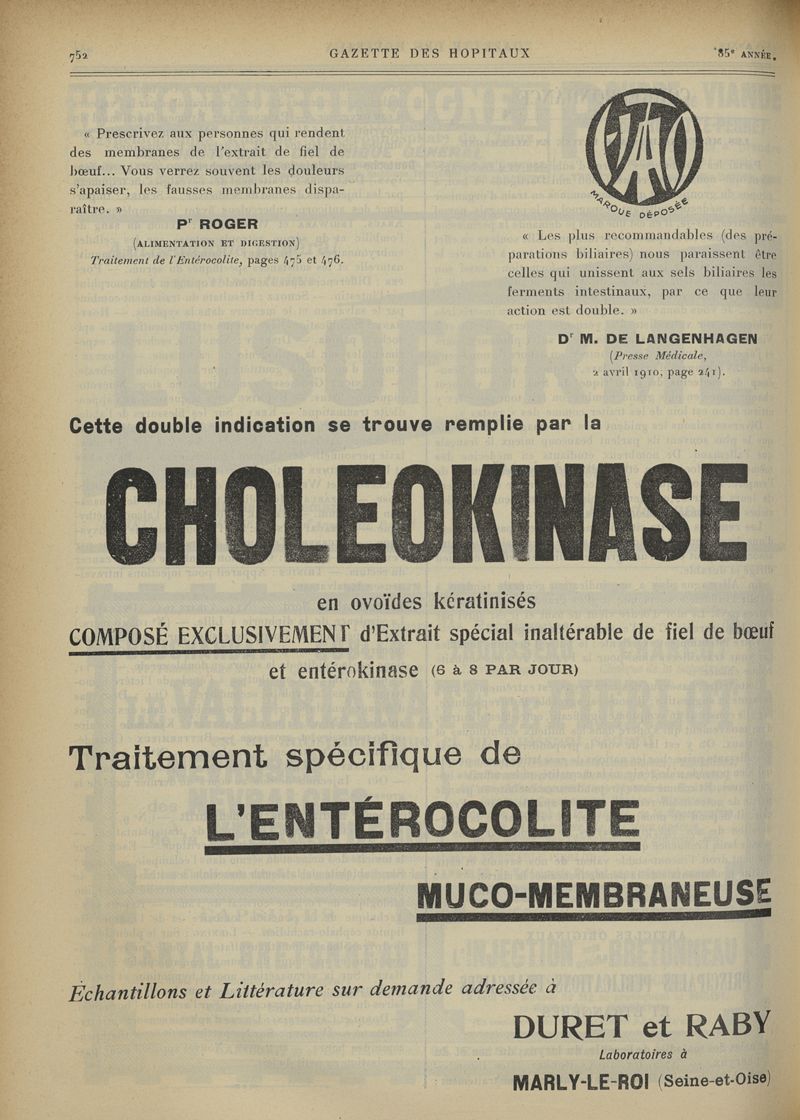 752
GAZETTE DES HOPITAUX
85e ANNÉE.
« Prescrivez aux personnes qui rendent
des membranes de l'extrait de fiel de
bœuf... Vous verrez souvent les douleurs
s'apaiser, les fausses membranes dispa-
raître. »
Pr ROGER
(ALIMENTATION ET DIGESTION)
Traitement de l'Entérocolite, pages 475 et 476.
MARQUE DÉPOSÉE
« Les plus recommandables (des pré-
parations biliaires) nous paraissent être
celles qui unissent aux sels biliaires les
ferments intestinaux, par ce que leur
action est double. »
Dr M. DE LANGENHAGEN
(Presse Médicale,
2 avril 1910, page 241).
Cette double indication se trouve remplie par la
CHOLEOKINASE
en ovoïdes kératinisés
COMPOSÉ EXCLUSIVEMENT d'Extrait spécial inaltérable de fiel de bœuf
et entérokinase (6 à 8 PAR JOUR)
Traitement spécifique de
L'ENTÉROCOLITE
MUCO-MEMBRANEUSE
Échantillons et Littérature sur demande adressée à
DURET et RABY
Laboratoires à
MARLY-LE-ROI (Seine-et-Oise)